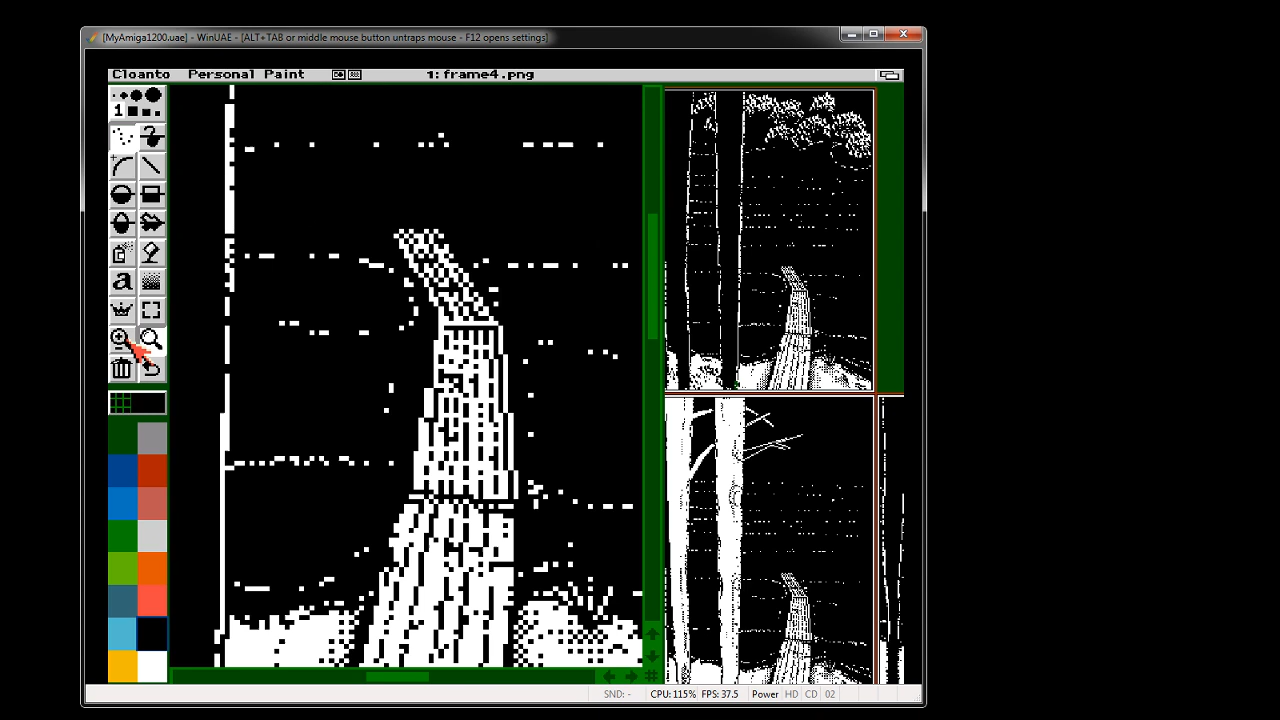 [MyAmiga1200.uae] - WinUAE - [ALT+TAB or middle mouse button untraps mouse - F12 opens settings]
Cloanto Personal Paint 1: frame4.png
1
a
SND: - CPU: 115% FPS: 37.5 Power HD CD 02